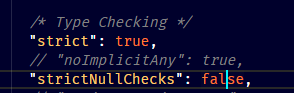 /* Type Checking */
"strict": true,
// "noImplicitAny": true,
"strictNullChecks": false,